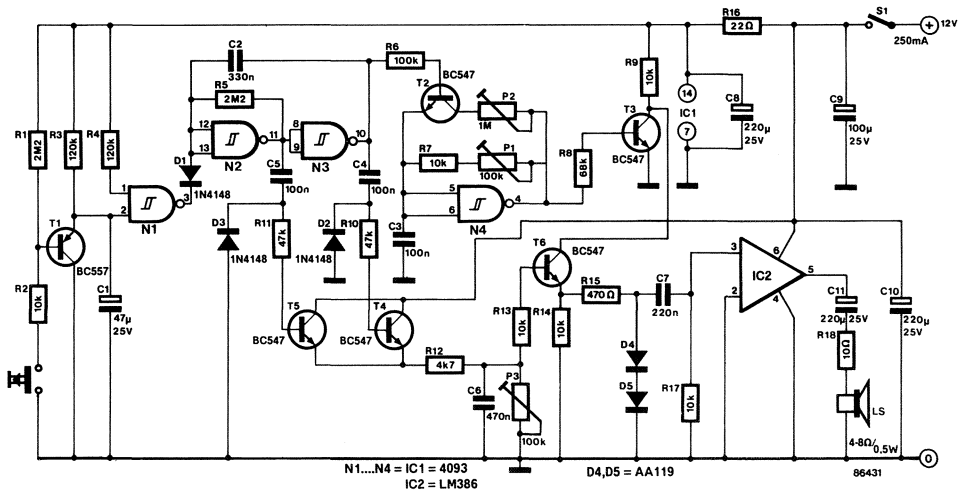 S1
12V
250mA
R16
22Ω
C2
330n
R6
100k
T2
BC547
R9
10k
R5
2M2
P2
1M
T3
BC547
14
IC1
7
C8
220µ
25V
C9
100µ
25V
R1
2M2
R3
120k
R4
120k
12
13
11
N2
8
9
10
N3
R7
10k
P1
100k
R8
68k
D1
1N4148
C5
100n
C4
100n
5
6
4
N4
1
2
3
N1
T1
BC557
C3
100n
D3
1N4148
R11
47k
D2
1N4148
R10
47k
T6
BC547
R15
470Ω
C7
220n
3
2
IC2
6
5
4
R2
10k
C1
47µ
25V
T5
BC547
T4
BC547
R13
10k
R14
10k
C11
220µ
25V
C10
220µ
25V
R18
10Ω
R12
4k7
D4
D5
R17
10k
P3
100k
C6
470n
LS
4-8Ω/
0,5W
0
N1....N4 = IC1 = 4093
D4,D5 = AA119
86431
IC2 = LM386